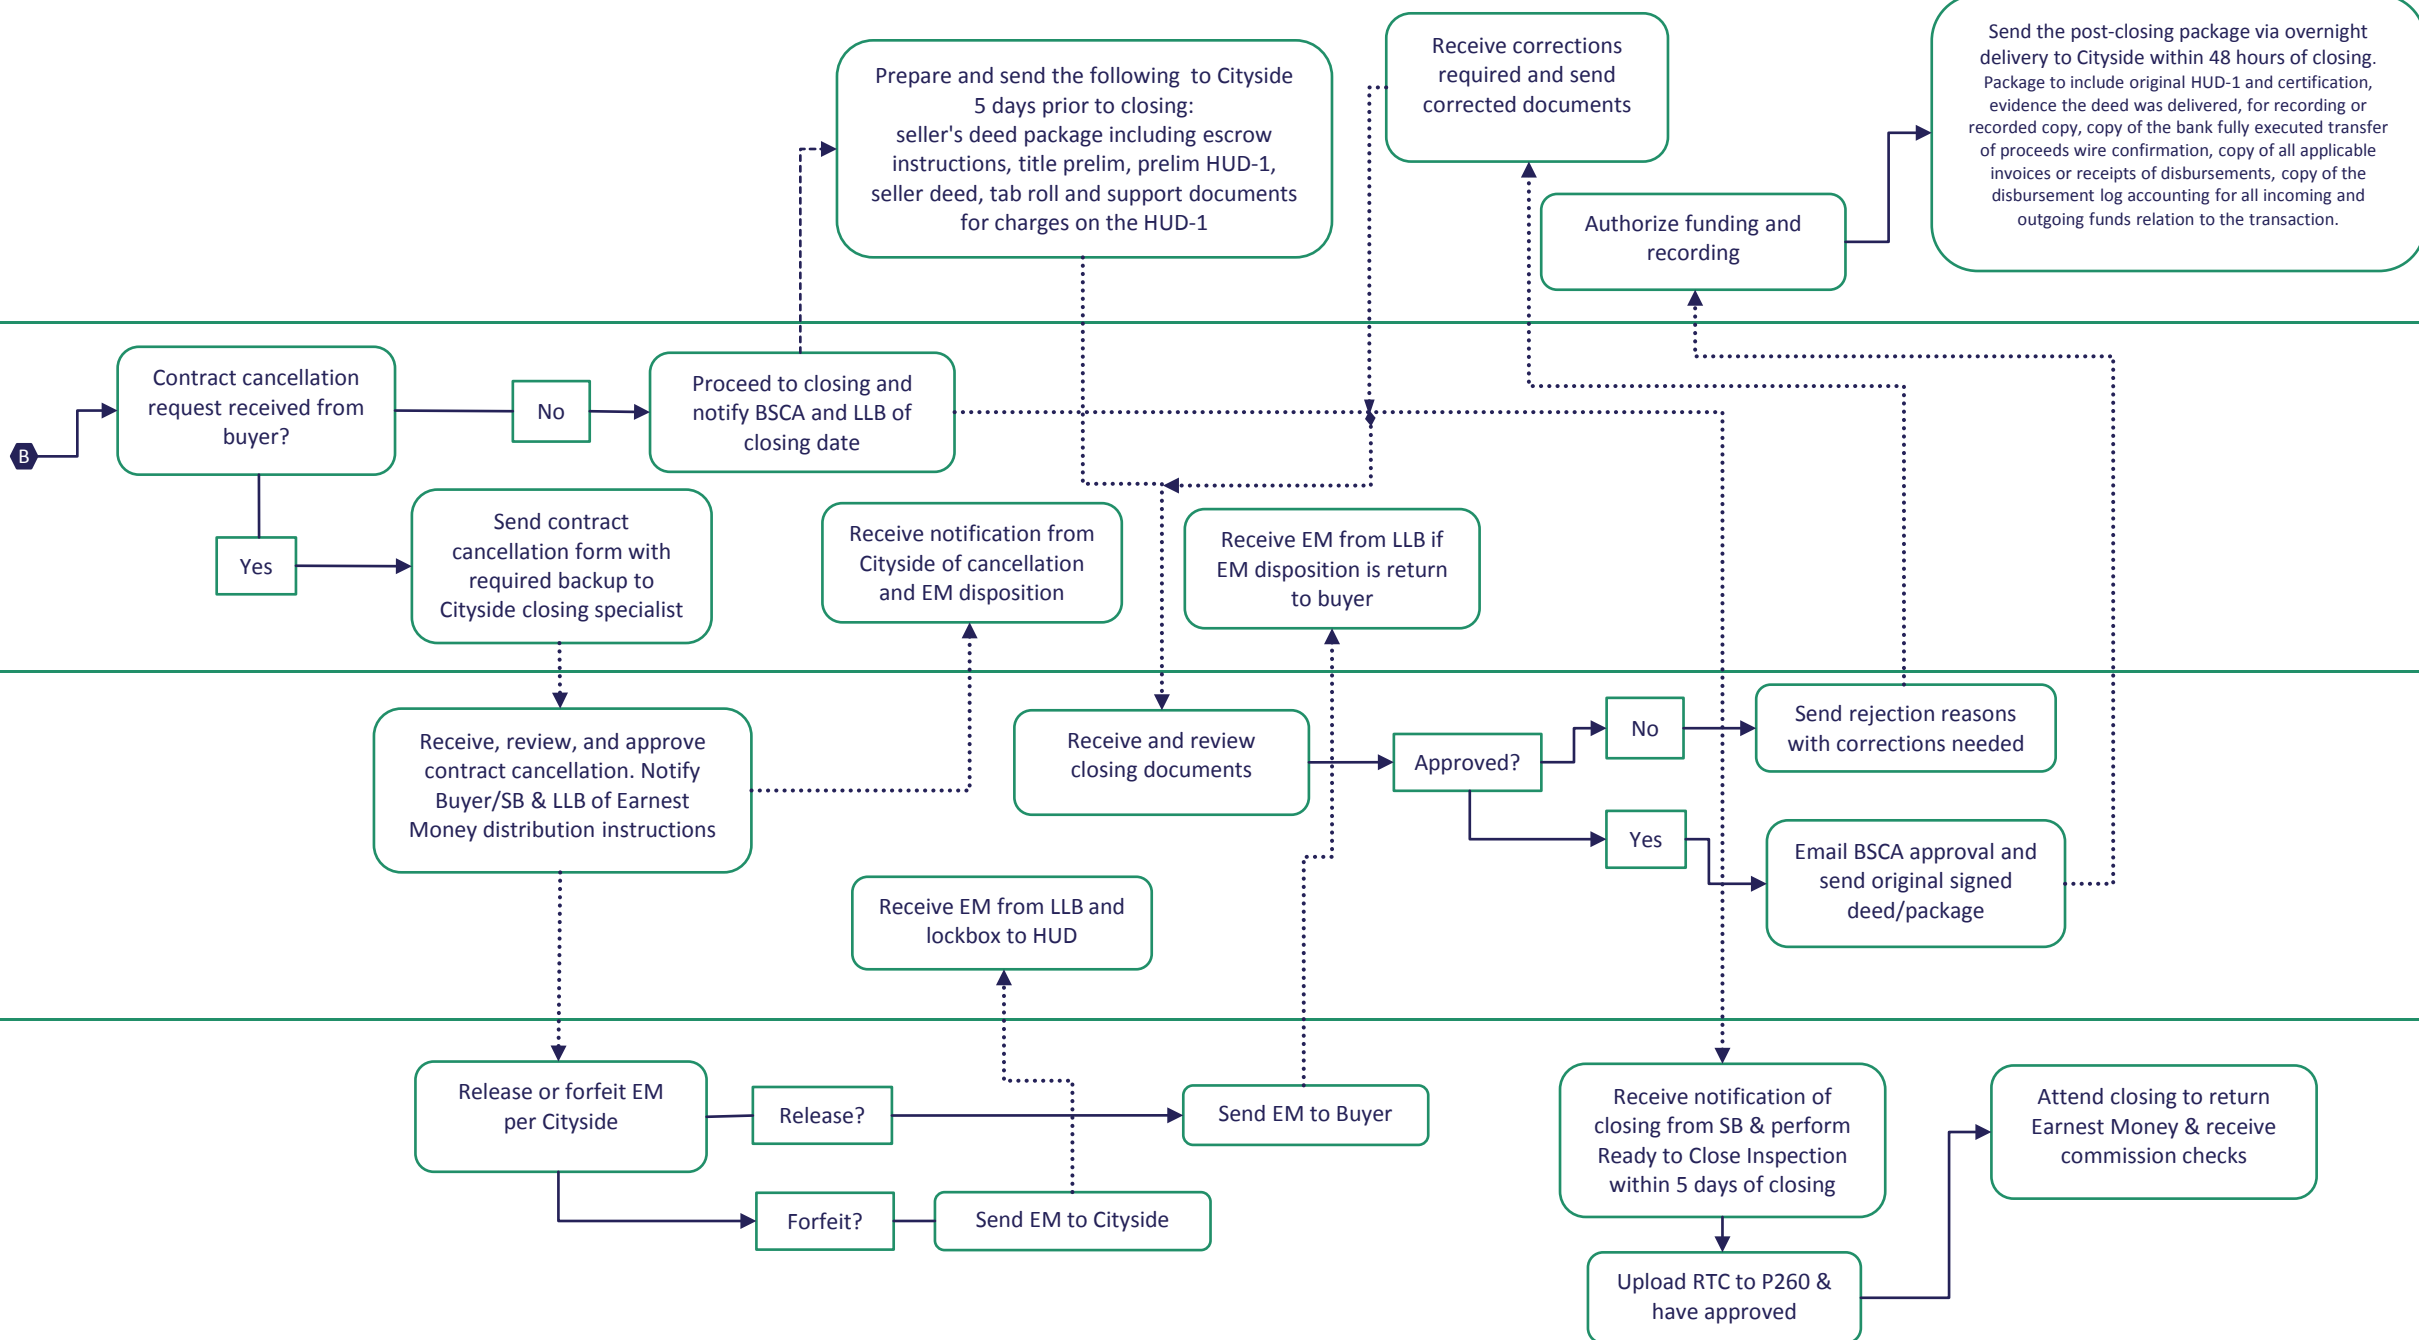 Prepare and send the following  to Cityside
5 days prior to closing:
seller's deed package including escrow
instructions, title prelim, prelim HUD-1,
seller deed, tab roll and support documents
for charges on the HUD-1
Receive corrections
required and send
corrected documents
Authorize funding and
recording
Send the post-closing package via overnight
delivery to Cityside within 48 hours of closing.
Package to include original HUD-1 and certification,
evidence the deed was delivered, for recording or
recorded copy, copy of the bank fully executed transfer
of proceeds wire confirmation, copy of all applicable
invoices or receipts of disbursements, copy of the
disbursement log accounting for all incoming and
outgoing funds relation to the transaction.
B
Contract cancellation
request received from
buyer?
No
Proceed to closing and
notify BSCA and LLB of
closing date
Yes
Send contract
cancellation form with
required backup to
Cityside closing specialist
Receive notification from
Cityside of cancellation
and EM disposition
Receive EM from LLB if
EM disposition is return
to buyer
Receive, review, and approve
contract cancellation. Notify
Buyer/SB & LLB of Earnest
Money distribution instructions
Receive and review
closing documents
Approved?
No
Send rejection reasons
with corrections needed
Yes
Email BSCA approval and
send original signed
deed/package
Receive EM from LLB and
lockbox to HUD
Release or forfeit EM
per Cityside
Release?
Send EM to Buyer
Forfeit?
Send EM to Cityside
Receive notification of
closing from SB & perform
Ready to Close Inspection
within 5 days of closing
Upload RTC to P260 &
have approved
Attend closing to return
Earnest Money & receive
commission checks